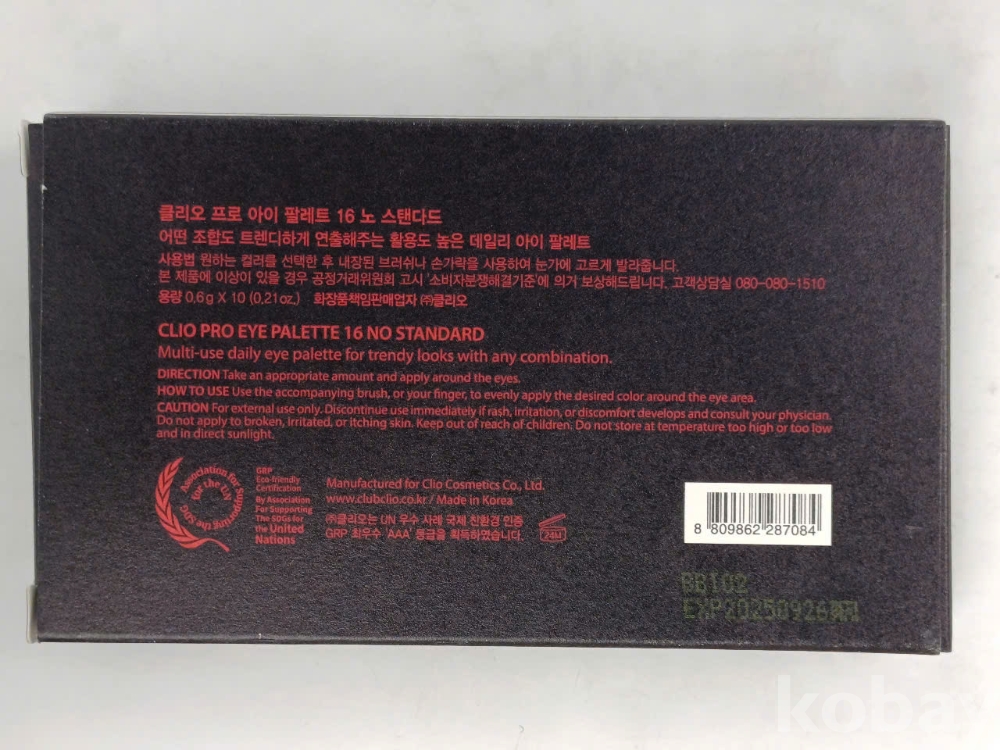 클리오 프로 아이 팔레트 16 노 스탠다드
어떤 조합도 트렌디하게 연출해주는 활용도 높은 데일리 아이 팔레트
사용법 원하는 컬러를 선택한 후 내장된 브러쉬나 손가락을 사용하여 눈가에 고르게 발라줍니다.
본 제품에 이상이 있을 경우 공정거래위원회 고시 '소비자분쟁해결기준'에 의거 보상해드립니다. 고객상담실 080-080-1510
용량 0.6g X 10 (0.21oz.) 화장품책임판매업자 ㈜클리오
CLIO PRO EYE PALETTE 16 NO STANDARD
Multi-use daily eye palette for trendy looks with any combination.
DIRECTION Take an appropriate amount and apply around the eyes.
HOW TO USE Use the accompanying brush, or your finger, to evenly apply the desired color around the eye area.
CAUTION For external use only. Discontinue use immediately if rash, irritation, or discomfort develops and consult your physician.
Do not apply to broken, irritated, or itching skin. Keep out of reach of children. Do not store at temperature too high or too low
and in direct sunlight.
Association for Supporting the SDGs
for the UN
GRP
Eco-friendly
Certification
By Association
For Supporting
The SDGs for
the United
Nations
Manufactured for Clio Cosmetics Co., Ltd.
www.clubclio.co.kr / Made in Korea
㈜클리오는 UN 우수 사례 국제 친환경 인증
GRP 최우수 'AAA' 등급을 획득하였습니다.
24M
8 809862 287084
BBI02
EXP20250926
koba